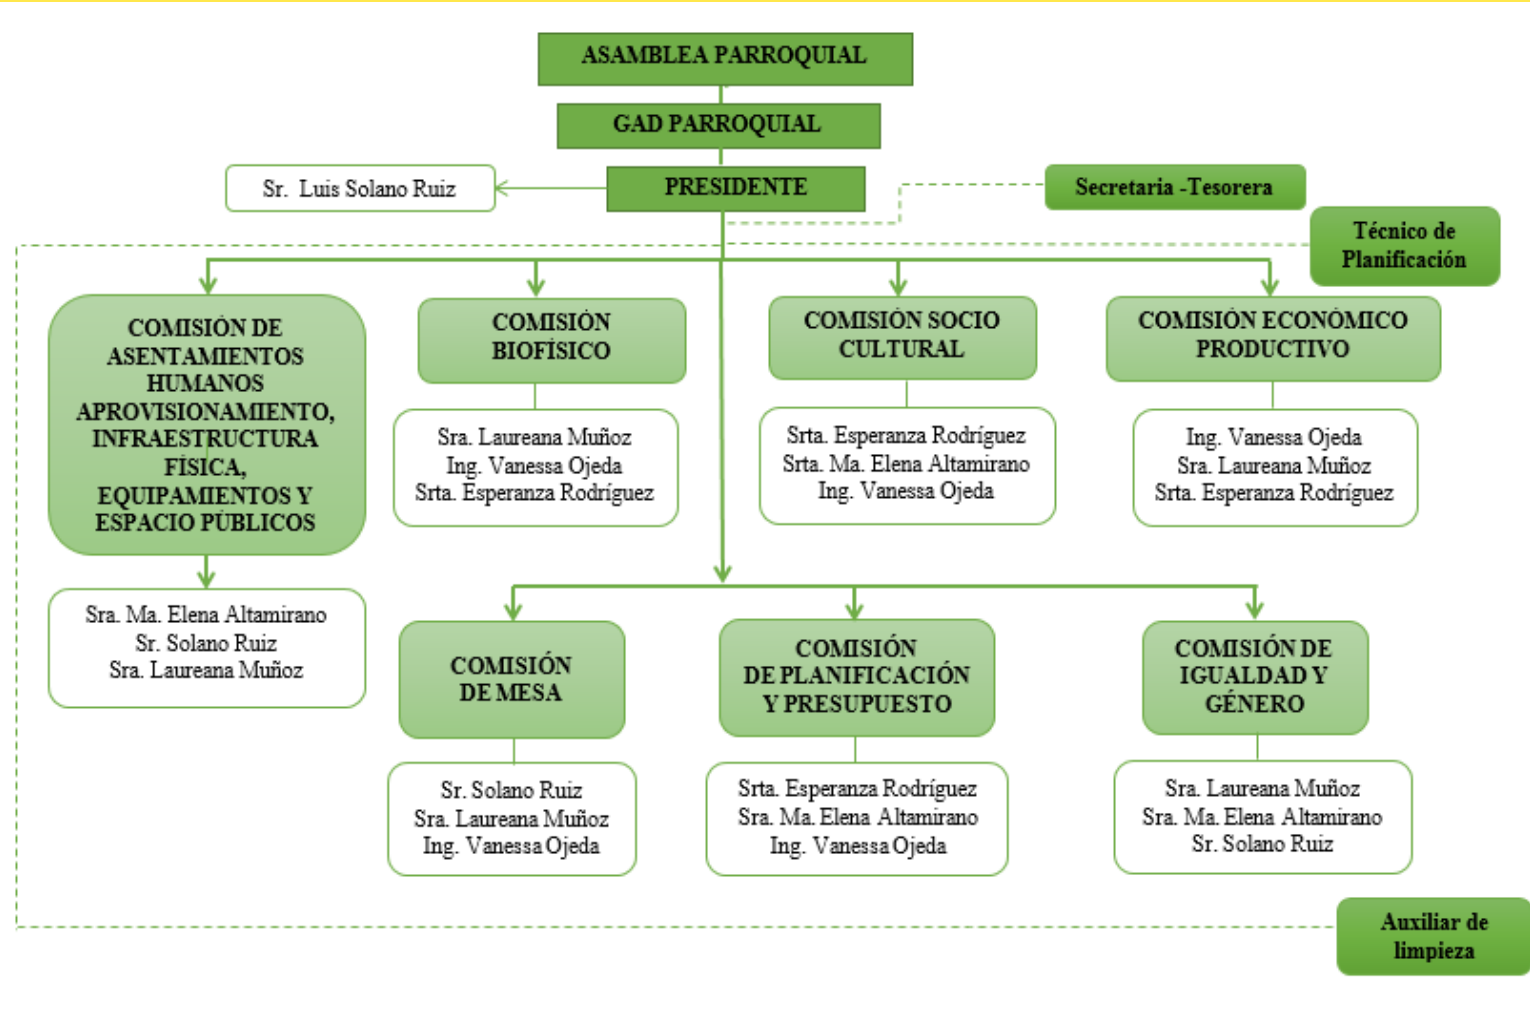 ASAMBLEA PARROQUIAL
GAD PARROQUIAL
PRESIDENTE
Sr. Luis Solano Ruiz
Secretaria -Tesorera
Técnico de
Planificación
COMISIÓN DE
ASENTAMIENTOS
HUMANOS
APROVISIONAMIENTO,
INFRAESTRUCTURA
FÍSICA,
EQUIPAMIENTOS Y
ESPACIO PÚBLICOS
Sra. Ma. Elena Altamirano
Sr. Solano Ruiz
Sra. Laureana Muñoz
COMISIÓN
BIOFÍSICO
Sra. Laureana Muñoz
Ing. Vanessa Ojeda
Srta. Esperanza Rodríguez
COMISIÓN SOCIO
CULTURAL
Srta. Esperanza Rodríguez
Srta. Ma. Elena Altamirano
Ing. Vanessa Ojeda
COMISIÓN ECONÓMICO
PRODUCTIVO
Ing. Vanessa Ojeda
Sra. Laureana Muñoz
Srta. Esperanza Rodríguez
COMISIÓN
DE MESA
Sr. Solano Ruiz
Sra. Laureana Muñoz
Ing. Vanessa Ojeda
COMISIÓN
DE PLANIFICACIÓN
Y PRESUPUESTO
Srta. Esperanza Rodríguez
Sra. Ma. Elena Altamirano
Ing. Vanessa Ojeda
COMISIÓN DE
IGUALDAD Y
GÉNERO
Sra. Laureana Muñoz
Sra. Ma. Elena Altamirano
Sr. Solano Ruiz
Auxiliar de
limpieza